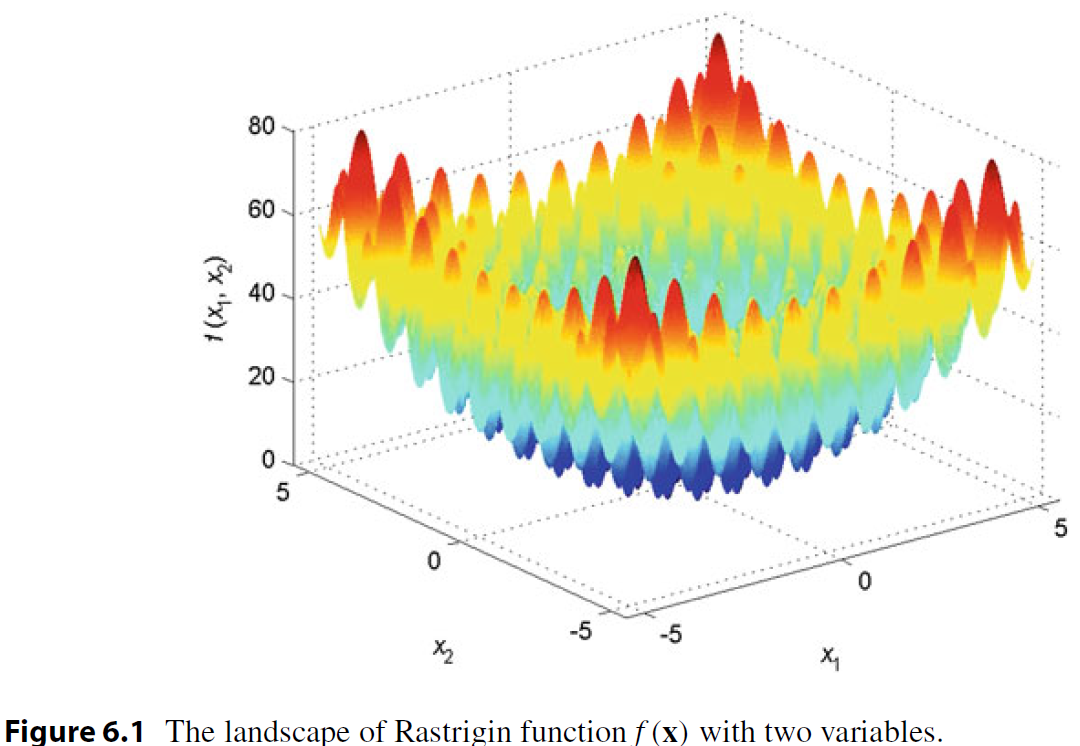 80
60
40
20
0
f (x1, x2)
5
0
-5
x2
-5
0
5
x1
Figure 6.1 The landscape of Rastrigin function f (x) with two variables.